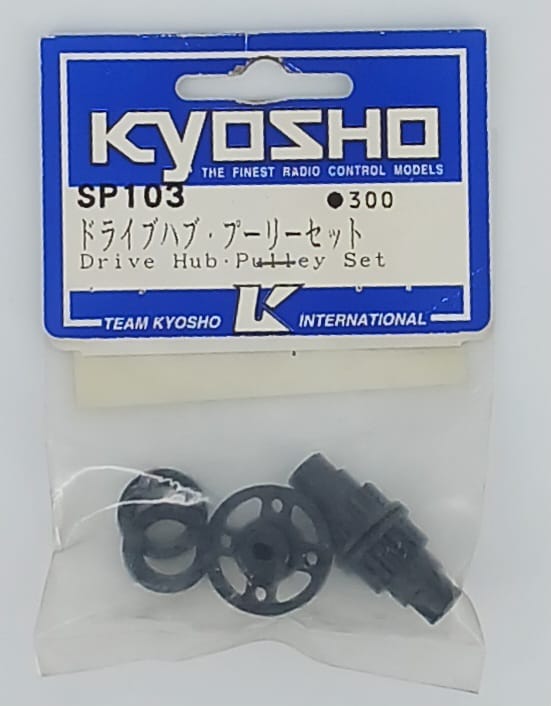 KYOSHO
THE FINEST RADIO CONTROL MODELS
SP103 ●300
ドライブハブ・プーリーセット
Drive Hub・Pulley Set
TEAM KYOSHO K INTERNATIONAL